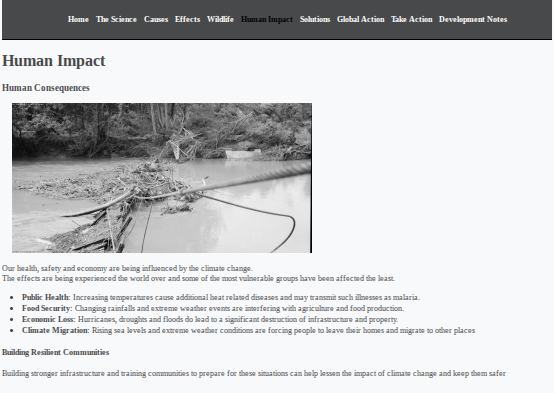 Home The Science Causes Effects Wildlife Human Impact Solutions Global Action Take Action Development Notes
Human Impact
Human Consequences
Our health, safety and economy are being influenced by the climate change.
The effects are being experienced the world over and some of the most vulnerable groups have been affected the least.
Public Health: Increasing temperatures cause additional heat related diseases and may transmit such illnesses as malaria.
Food Security: Changing rainfalls and extreme weather events are interfering with agriculture and food production.
Economic Loss: Hurricanes, droughts and floods do lead to a significant destruction of infrastructure and property.
Climate Migration: Rising sea levels and extreme weather conditions are forcing people to leave their homes and migrate to other places
Building Resilient Communities
Building stronger infrastructure and training communities to prepare for these situations can help lessen the impact of climate change and keep them safer